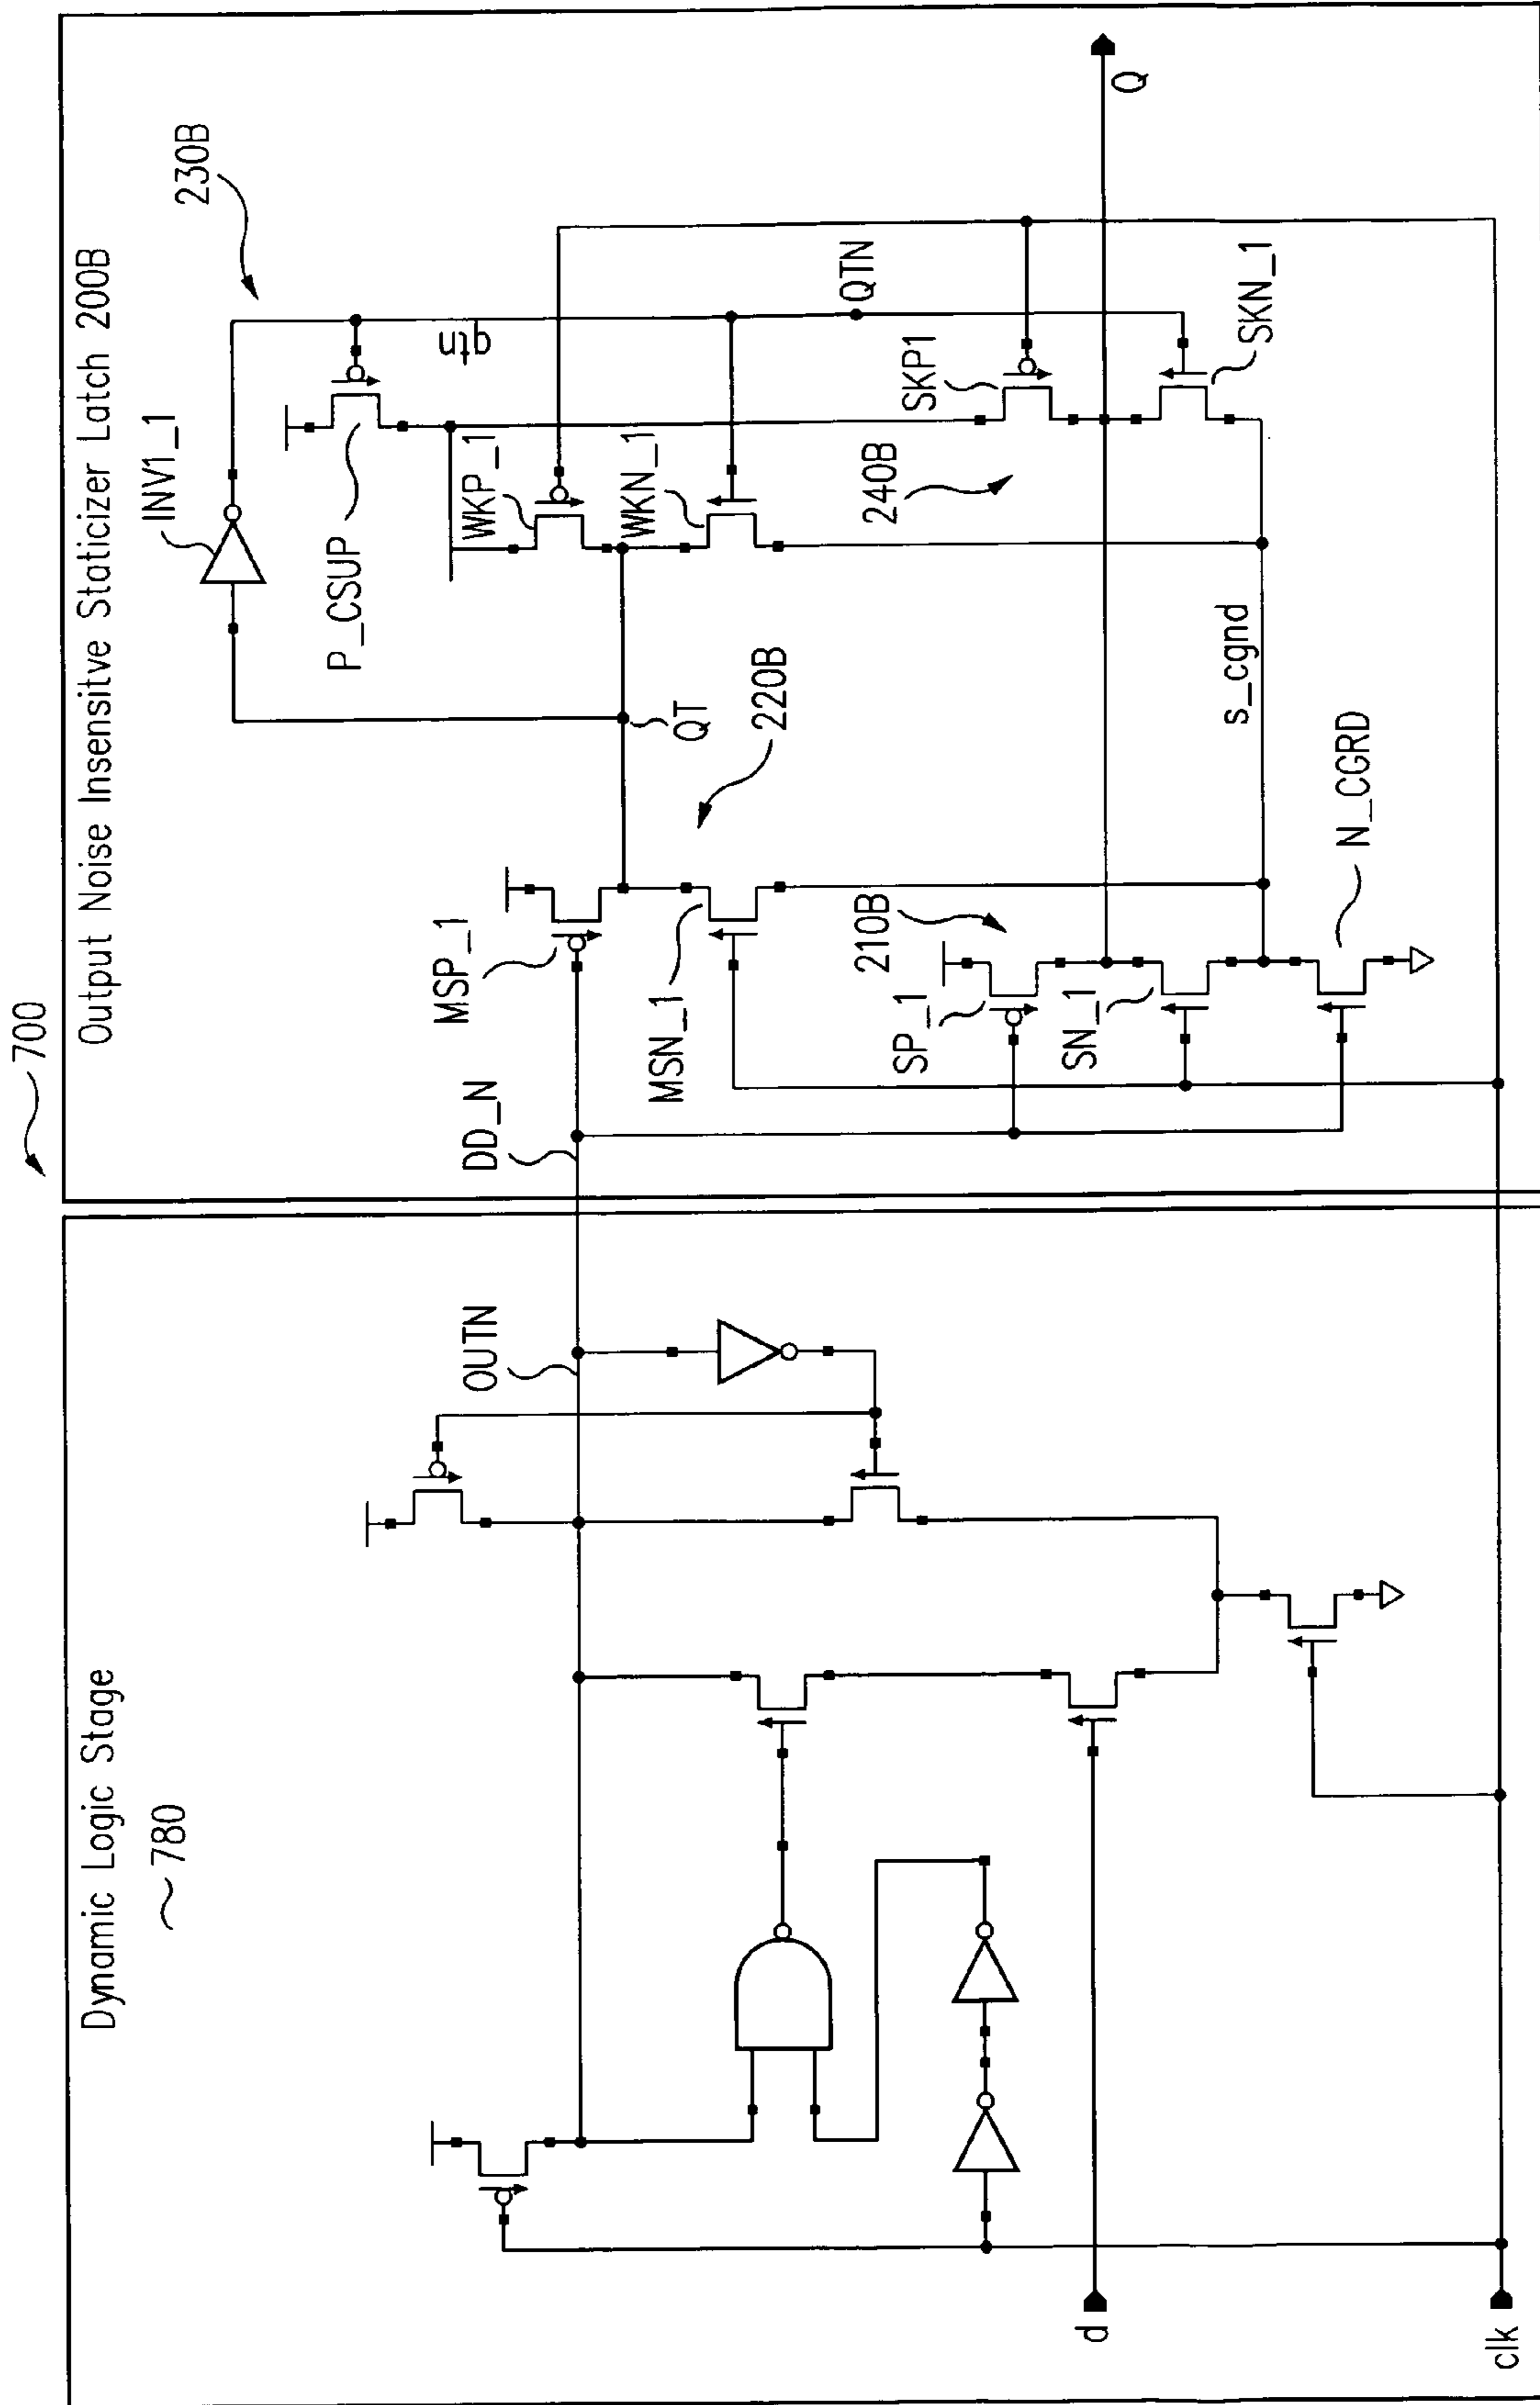 700
Dynamic Logic Stage
780
OUTN
d
clk
Output Noise Insensitve Staticizer Latch 200B
DD_N
MSP_1
MSN_1
220B
QT
INV1_1
P_CSUP
230B
qtn
WKP_1
WKN_1
QTN
SKP1
SKN_1
240B
210B
SP_1
SN_1
s_cgnd
N_CGRD
Q